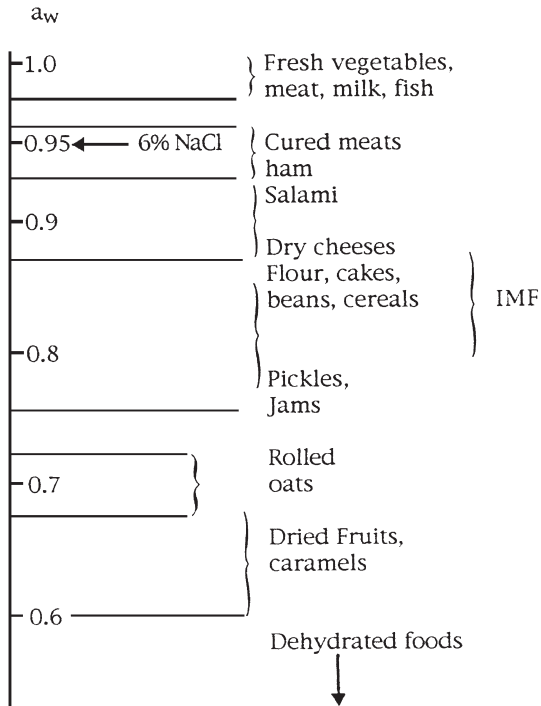 aw
1.0
Fresh vegetables,
meat, milk, fish
0.95
6% NaCl
Cured meats
ham
Salami
0.9
Dry cheeses
Flour, cakes,
beans, cereals
IMF
0.8
Pickles,
Jams
Rolled
oats
0.7
Dried Fruits,
caramels
0.6
Dehydrated foods